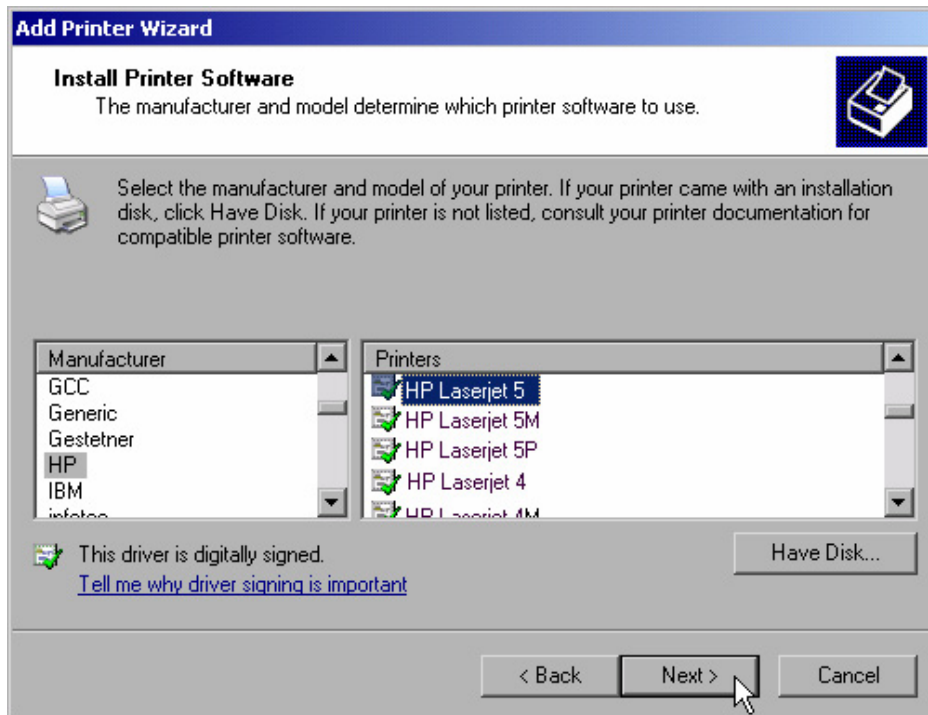 Add Printer Wizard
Install Printer Software
The manufacturer and model determine which printer software to use.
Select the manufacturer and model of your printer. If your printer came with an installation
disk, click Have Disk. If your printer is not listed, consult your printer documentation for
compatible printer software.
Manufacturer
GCC
Generic
Gestetner
HP
IBM
Printers
HP Laserjet 5
HP Laserjet 5M
HP Laserjet 5P
HP Laserjet 4
HP Laserjet 4M
This driver is digitally signed.
Tell me why driver signing is important
Have Disk...
< Back
Next >
Cancel